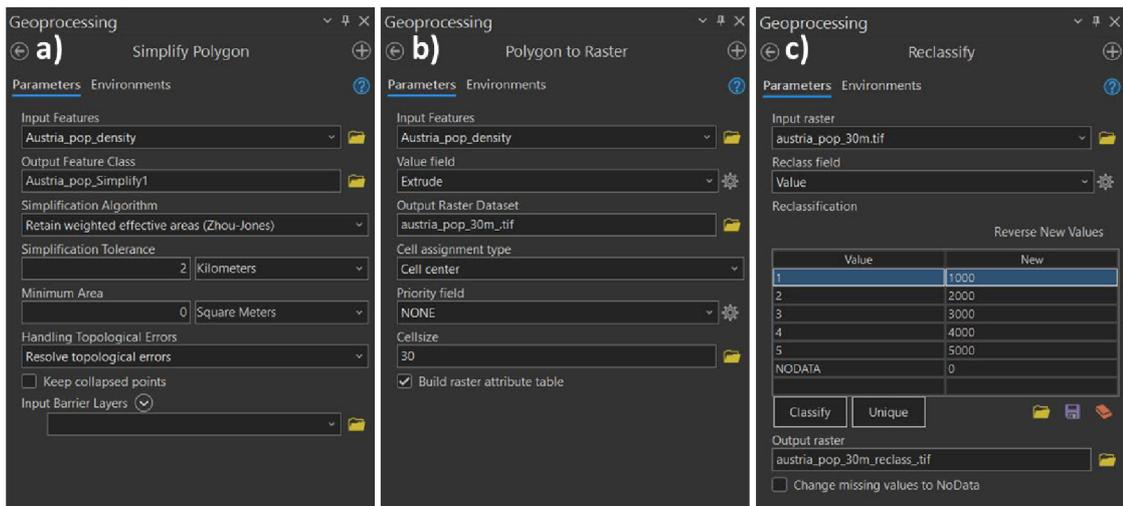 Geoprocessing
a) Simplify Polygon
Parameters Environments
Input Features
Austria_pop_density
Output Feature Class
Austria_pop_Simplify1
Simplification Algorithm
Retain weighted effective areas (Zhou-Jones)
Simplification Tolerance
2 Kilometers
Minimum Area
0 Square Meters
Handling Topological Errors
Resolve topological errors
Keep collapsed points
Input Barrier Layers
Geoprocessing
b) Polygon to Raster
Parameters Environments
Input Features
Austria_pop_density
Value field
Extrude
Output Raster Dataset
austria_pop_30m_.tif
Cell assignment type
Cell center
Priority field
NONE
Cellsize
30
Build raster attribute table
Geoprocessing
c) Reclassify
Parameters Environments
Input raster
austria_pop_30m.tif
Reclass field
Value
Reclassification
Reverse New Values
Value New
1 1000
2 2000
3 3000
4 4000
5 5000
NODATA 0
Classify Unique
Output raster
austria_pop_30m_reclass_.tif
Change missing values to NoData